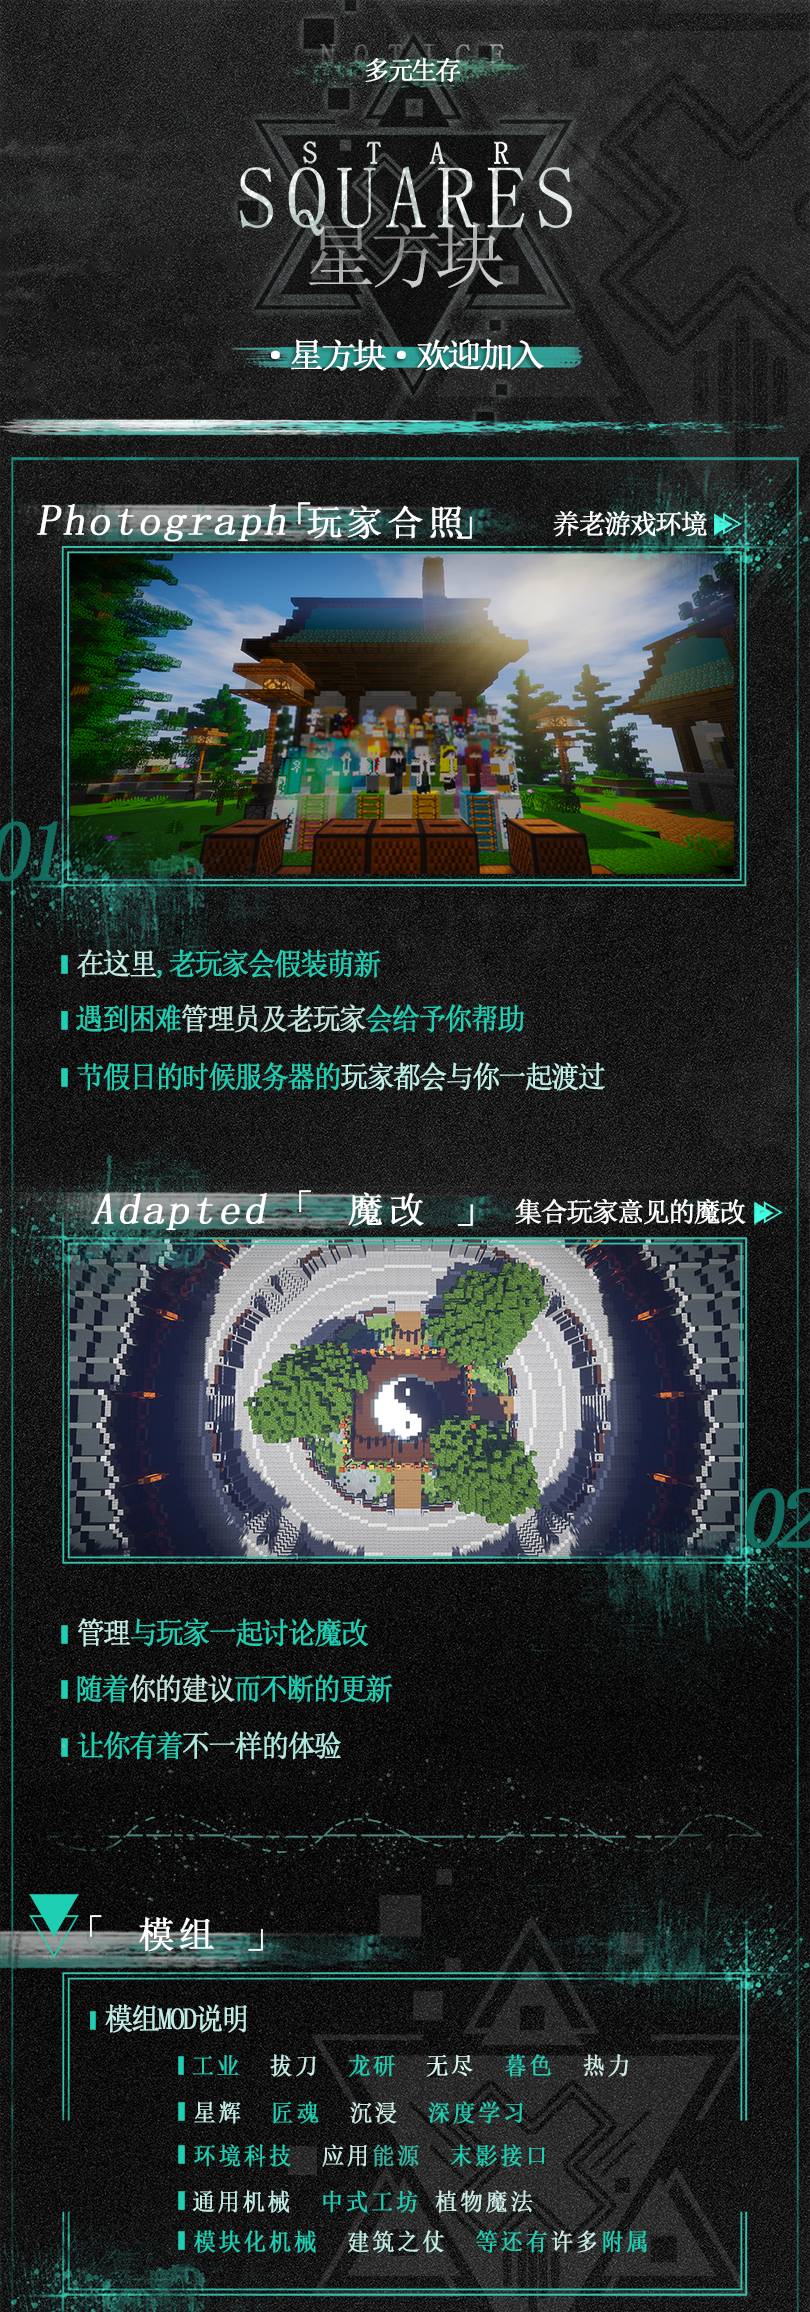 NOTICE
多元生存
STAR
SQUARES
星方块
·星方块·欢迎加入
Photograph「玩家合照」 养老游戏环境
01
在这里,老玩家会假装萌新
遇到困难管理员及老玩家会给予你帮助
节假日的时候服务器的玩家都会与你一起渡过
Adapted「 魔改 」 集合玩家意见的魔改
02
管理与玩家一起讨论魔改
随着你的建议而不断的更新
让你有着不一样的体验
「 模组 」
模组MOD说明
工业 拔刀 龙研 无尽 暮色 热力
星辉 匠魂 沉浸 深度学习
环境科技 应用能源 末影接口
通用机械 中式工坊 植物魔法
模块化机械 建筑之仗 等还有许多附属